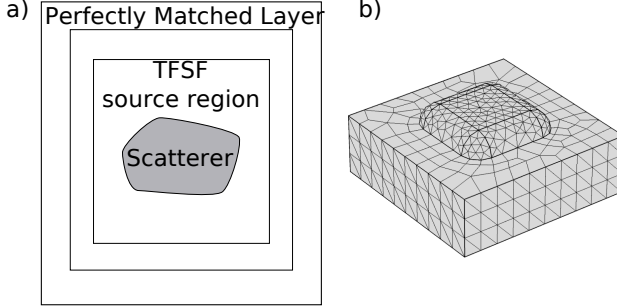 a)
Perfectly Matched Layer
TFSF
source region
Scatterer
b)